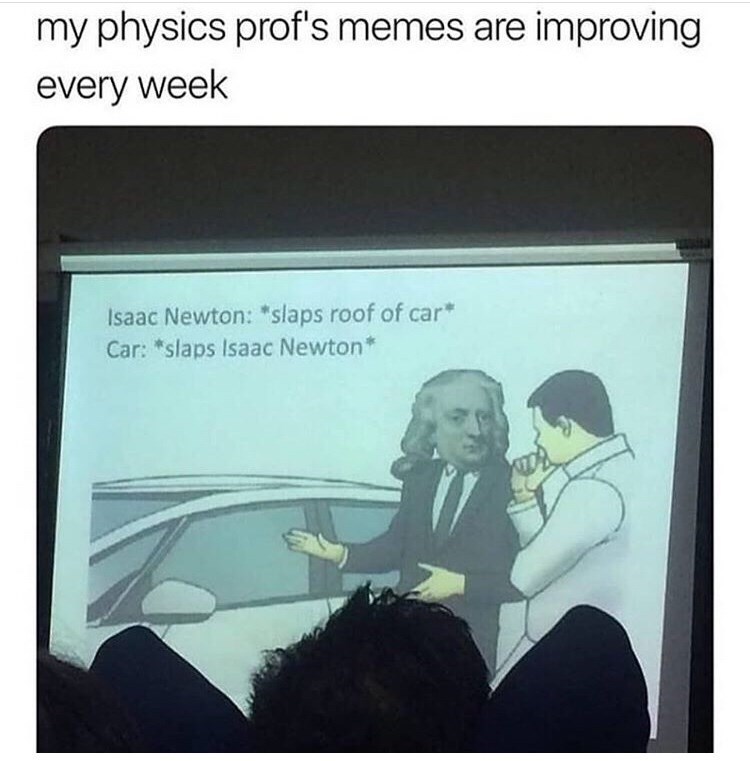 my physics prof's memes are improving
every week
Isaac Newton: *slaps roof of car*
Car: *slaps Isaac Newton*